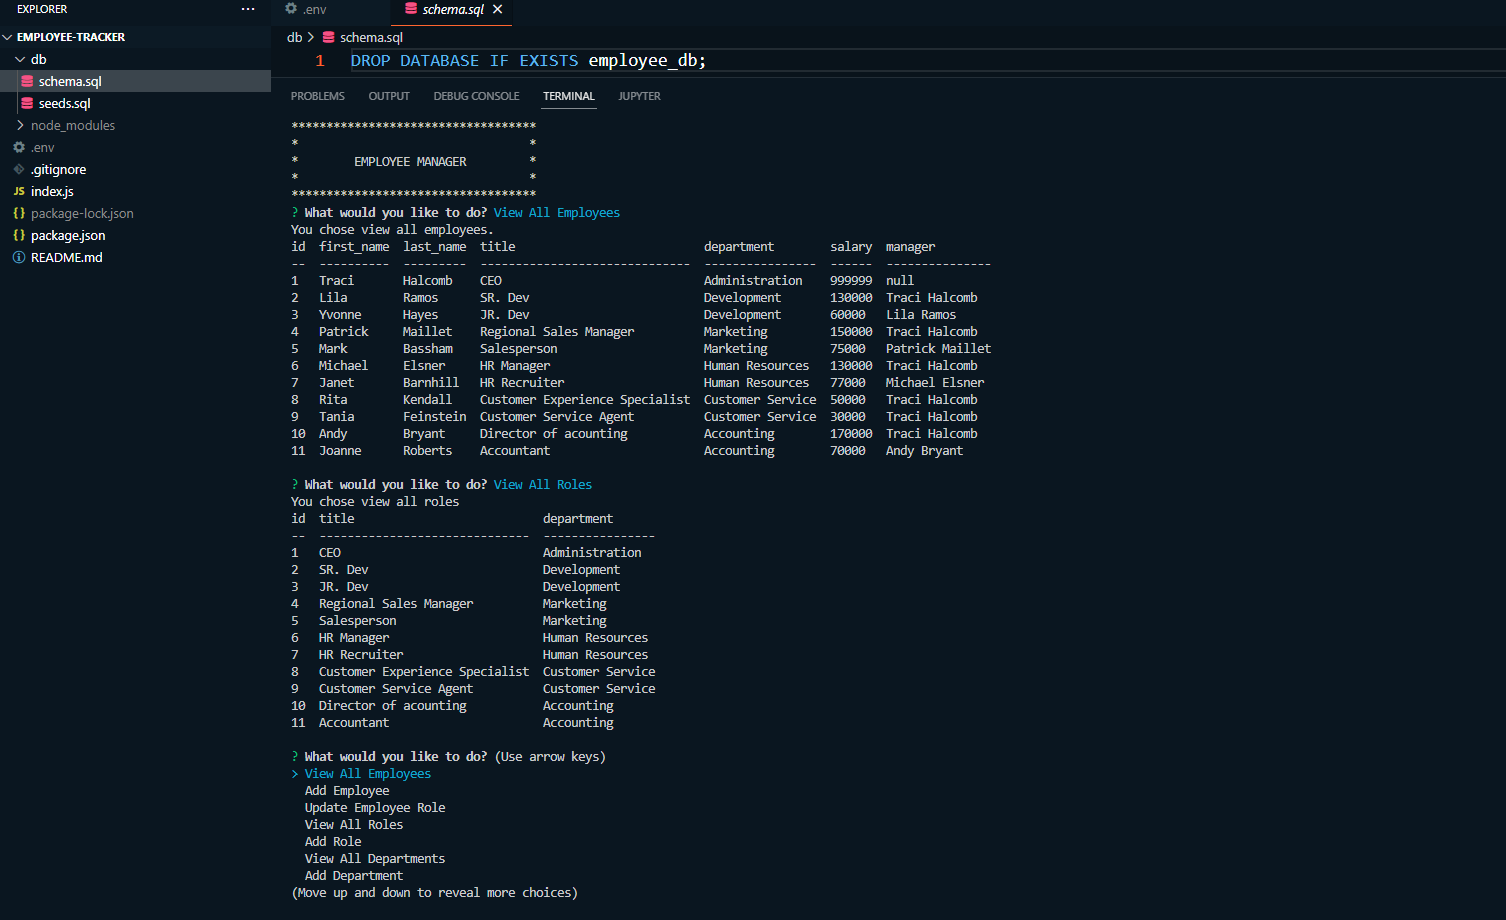 EXPLORER ···
EMPLOYEE-TRACKER
db
schema.sql
seeds.sql
node_modules
.env
.gitignore
JS index.js
{} package-lock.json
{} package.json
README.md
.env schema.sql
db > schema.sql
1 DROP DATABASE IF EXISTS employee_db;
PROBLEMS OUTPUT DEBUG CONSOLE TERMINAL JUPYTER
***********************************
* *
* EMPLOYEE MANAGER *
* *
***********************************
? What would you like to do? View All Employees
You chose view all employees.
id first_name last_name title department salary manager
-- ---------- --------- ------------------------------ ---------------- ------ ---------------
1 Traci Halcomb CEO Administration 999999 null
2 Lila Ramos SR. Dev Development 130000 Traci Halcomb
3 Yvonne Hayes JR. Dev Development 60000 Lila Ramos
4 Patrick Maillet Regional Sales Manager Marketing 150000 Traci Halcomb
5 Mark Bassham Salesperson Marketing 75000 Patrick Maillet
6 Michael Elsner HR Manager Human Resources 130000 Traci Halcomb
7 Janet Barnhill HR Recruiter Human Resources 77000 Michael Elsner
8 Rita Kendall Customer Experience Specialist Customer Service 50000 Traci Halcomb
9 Tania Feinstein Customer Service Agent Customer Service 30000 Traci Halcomb
10 Andy Bryant Director of acounting Accounting 170000 Traci Halcomb
11 Joanne Roberts Accountant Accounting 70000 Andy Bryant
? What would you like to do? View All Roles
You chose view all roles
id title department
-- ------------------------------ ----------------
1 CEO Administration
2 SR. Dev Development
3 JR. Dev Development
4 Regional Sales Manager Marketing
5 Salesperson Marketing
6 HR Manager Human Resources
7 HR Recruiter Human Resources
8 Customer Experience Specialist Customer Service
9 Customer Service Agent Customer Service
10 Director of acounting Accounting
11 Accountant Accounting
? What would you like to do? (Use arrow keys)
> View All Employees
Add Employee
Update Employee Role
View All Roles
Add Role
View All Departments
Add Department
(Move up and down to reveal more choices)